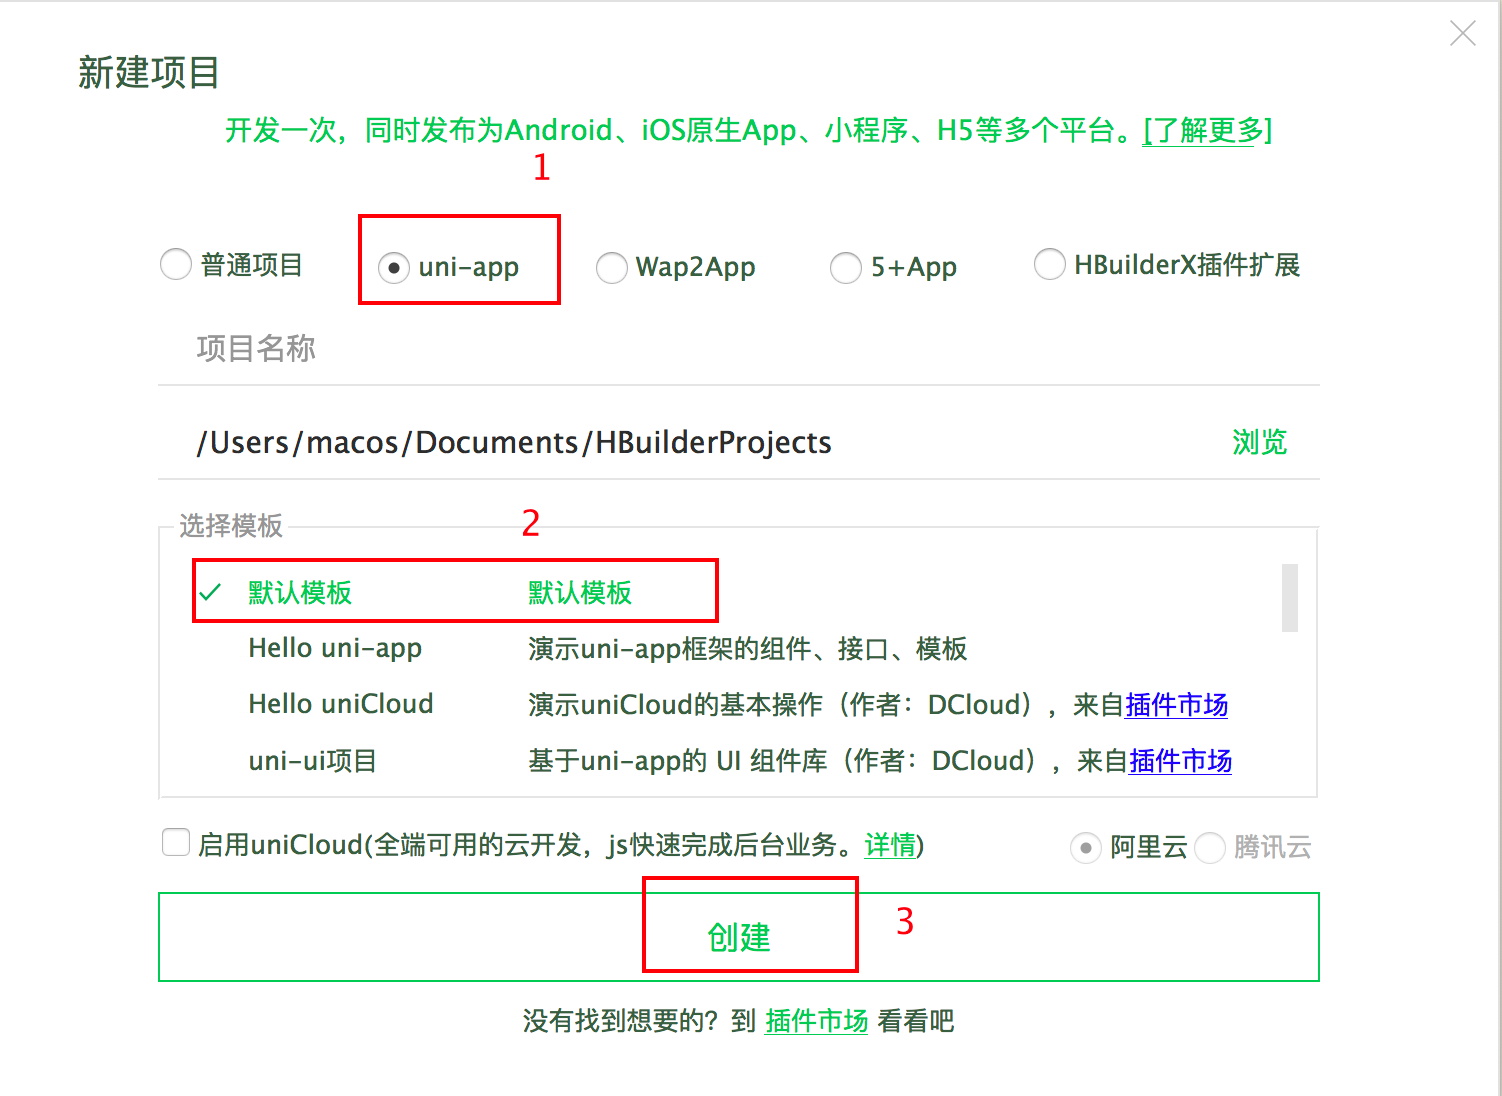 新建项目
开发一次，同时发布为Android、iOS原生App、小程序、H5等多个平台。[了解更多]
1
普通项目 uni-app Wap2App 5+App HBuilderX插件扩展
项目名称
/Users/macos/Documents/HBuilderProjects 浏览
选择模板 2
默认模板 默认模板
Hello uni-app 演示uni-app框架的组件、接口、模板
Hello uniCloud 演示uniCloud的基本操作（作者：DCloud），来自插件市场
uni-ui项目 基于uni-app的 UI 组件库（作者：DCloud），来自插件市场
启用uniCloud(全端可用的云开发，js快速完成后台业务。详情) 阿里云 腾讯云
创建 3
没有找到想要的？到 插件市场 看看吧